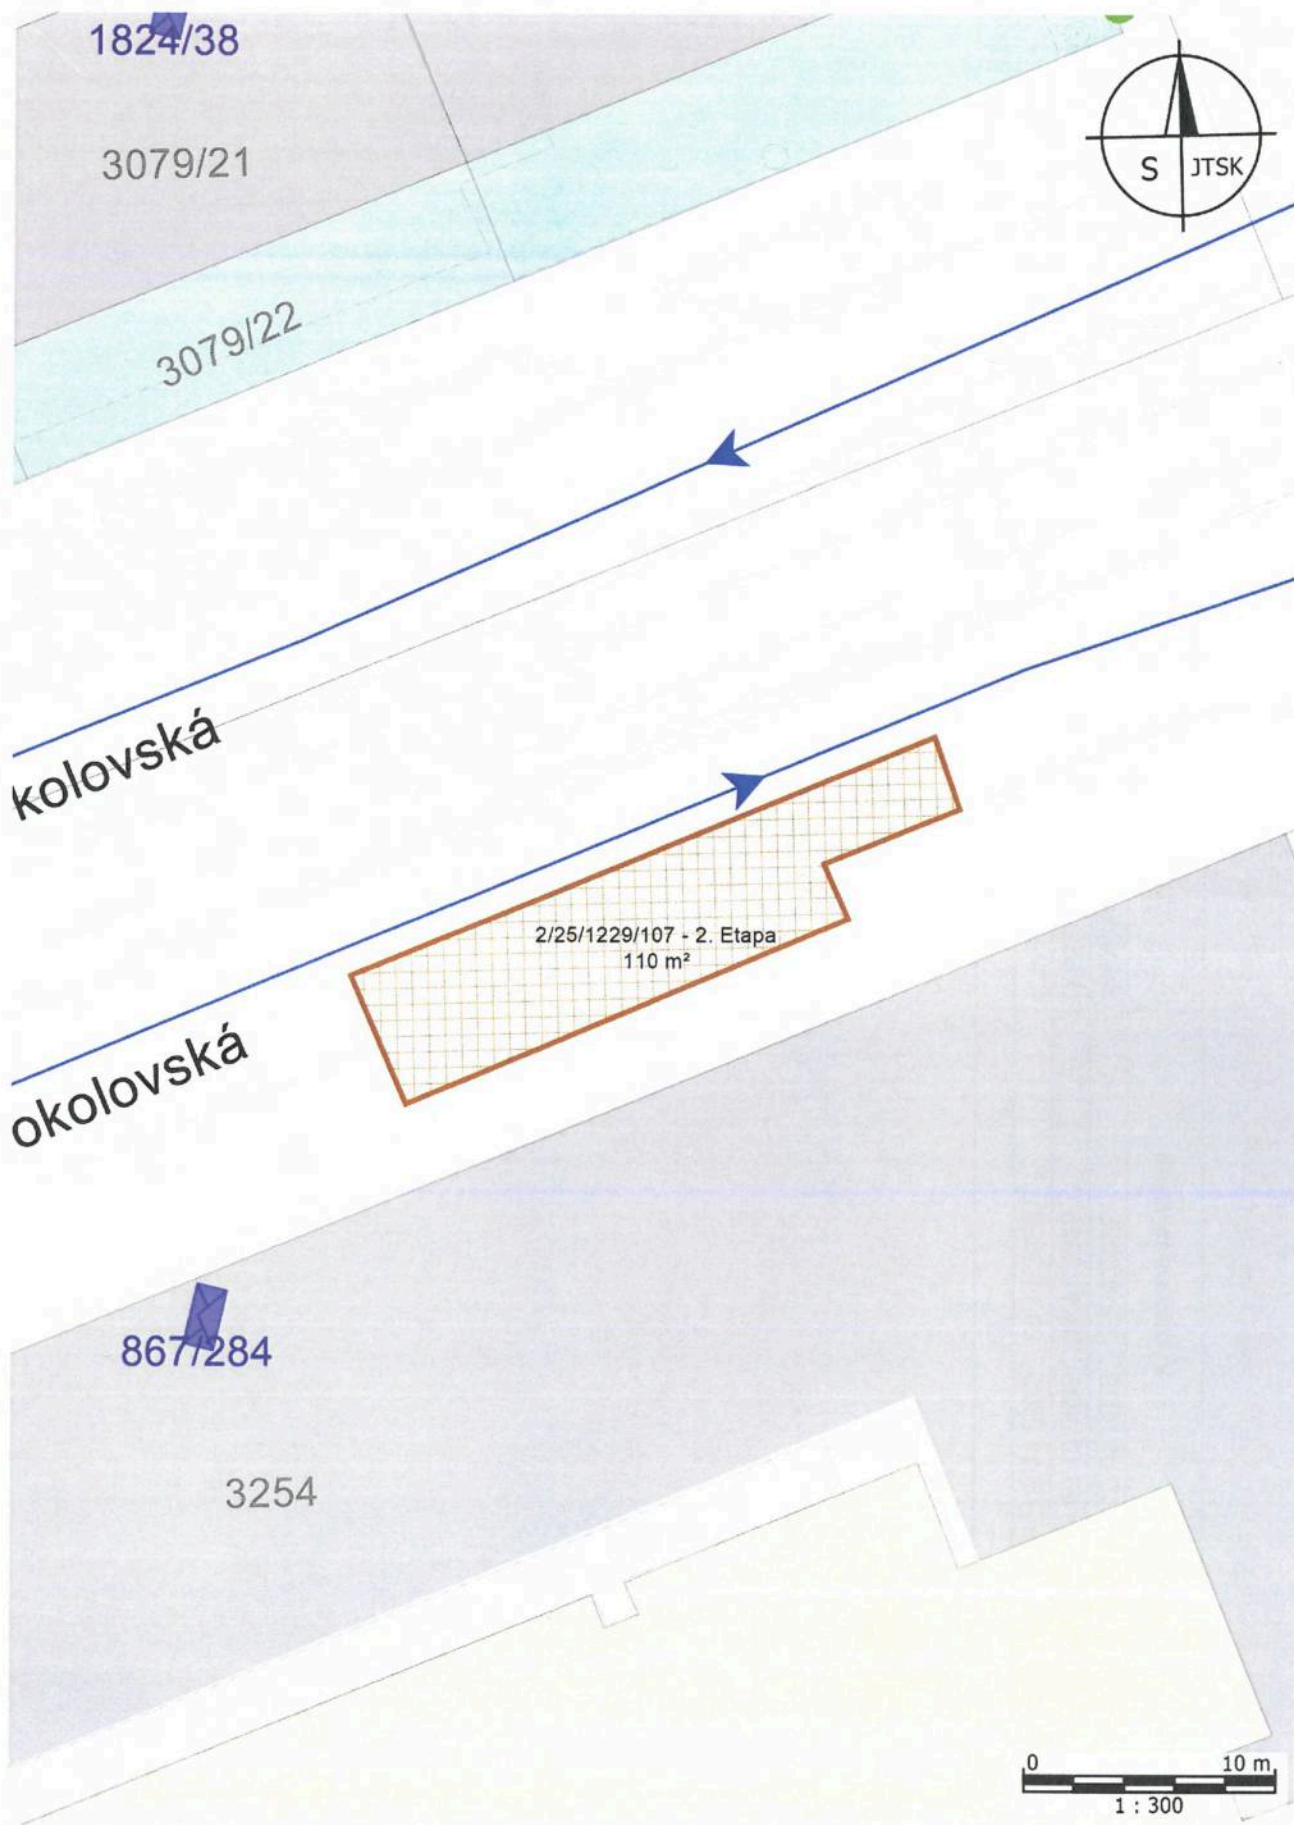 1824/38
3079/21
S JTSK
3079/22
kolovská
2/25/1229/107 - 2. Etapa
110 m²
okolovská
867/284
3254
0 10 m
1 : 300